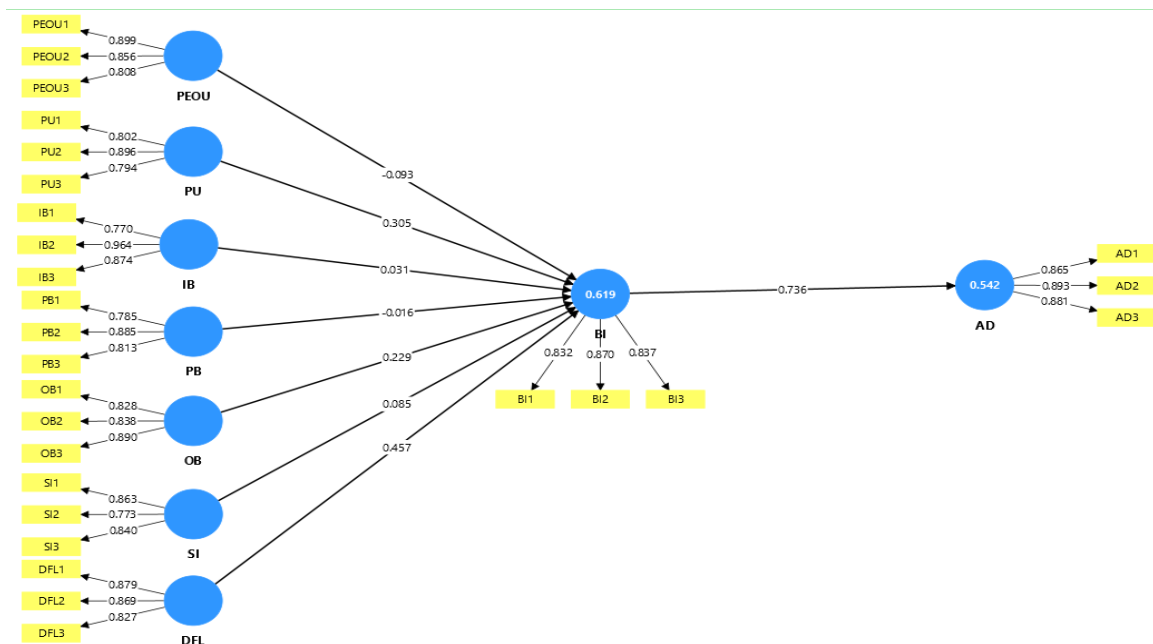 PEOU1
0.899
PEOU2
0.856
PEOU3
0.808
PEOU
PU1
0.802
PU2
0.896
PU3
0.794
PU
IB1
0.770
IB2
0.964
IB3
0.874
IB
PB1
0.785
PB2
0.885
PB3
0.813
PB
OB1
0.828
OB2
0.838
OB3
0.890
OB
SI1
0.863
SI2
0.773
SI3
0.840
SI
DFL1
0.879
DFL2
0.869
DFL3
0.827
DFL
-0.093
0.305
0.031
-0.016
0.229
0.085
0.457
0.619
BI
0.832
0.870
0.837
BI1
BI2
BI3
0.736
0.542
AD
0.865
AD1
0.893
AD2
0.881
AD3